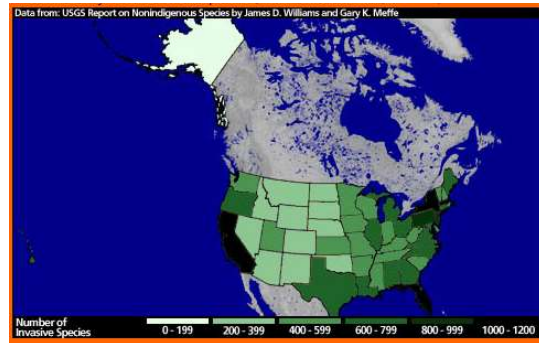 Data from: USGS Report on Nonindigenous Species by James D. Williams and Gary K. Meffe
Number of
Invasive Species
0 - 199 200 - 399 400 - 599 600 - 799 800 - 999 1000 - 1200